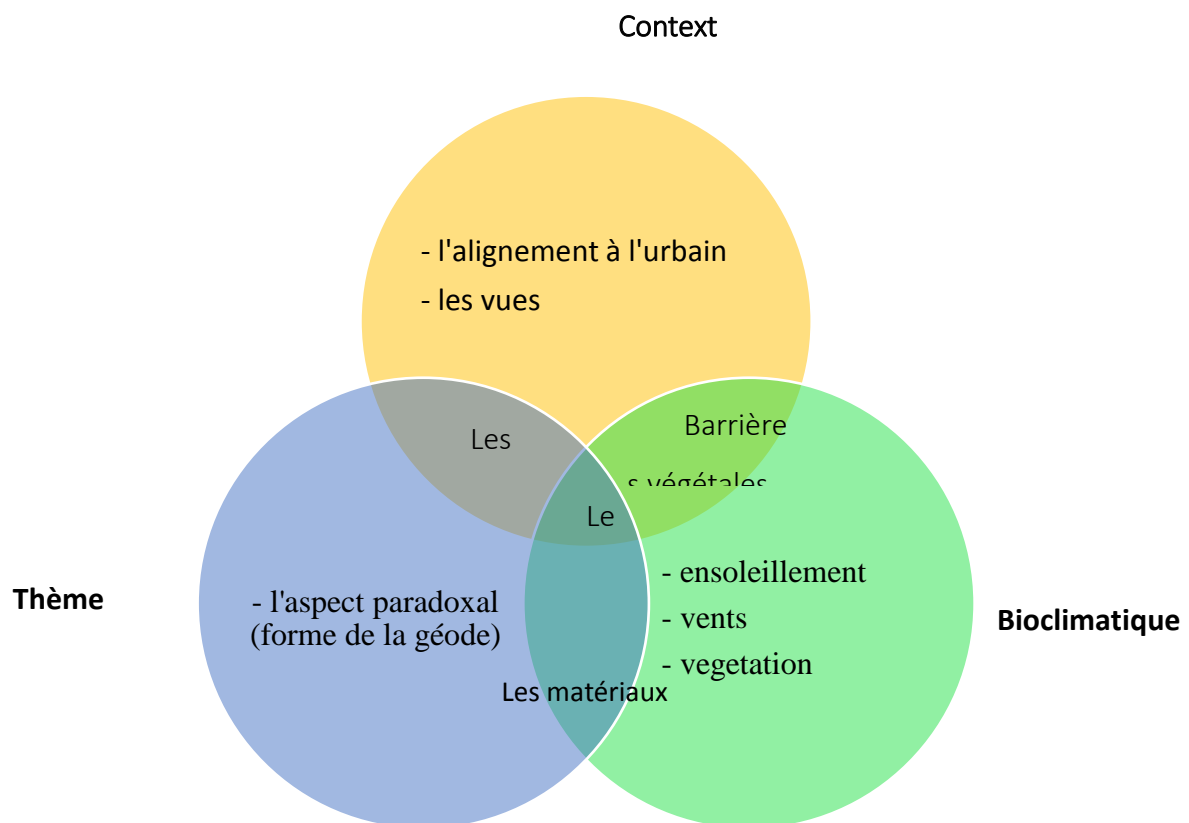 Context
- l'alignement à l'urbain
- les vues
Les
Barrière
s végétales
Le
Thème
- l'aspect paradoxal
(forme de la géode)
- ensoleillement
- vents
- vegetation
Bioclimatique
Les matériaux